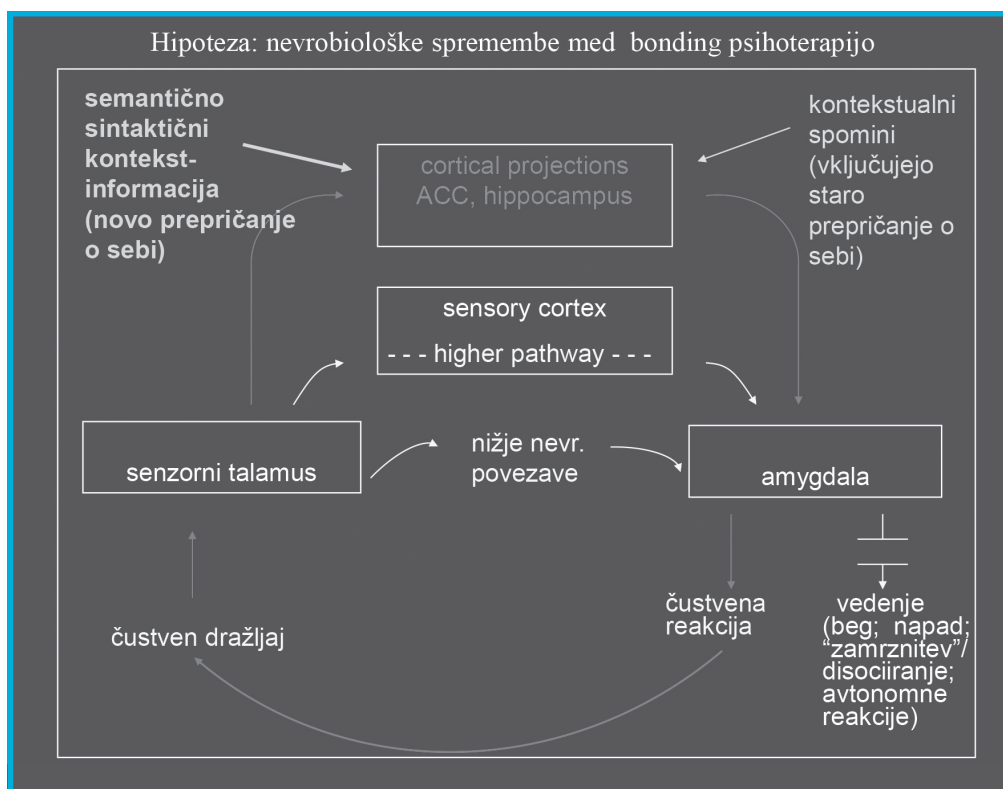 Hipoteza: nevrobiološke spremembe med bonding psihoterapijo
semantično
sintaktični
kontekst-
informacija
(novo prepričanje
o sebi)
cortical projections
ACC, hippocampus
kontekstualni
spomini
(vključujejo
staro
prepričanje o
sebi)
sensory cortex
- - - higher pathway - - -
senzorni talamus
nižje nevr.
povezave
amygdala
čustven dražljaj
čustvena
reakcija
vedenje
(beg; napad;
“zamrznitev”/
disociiranje;
avtonomne
reakcije)